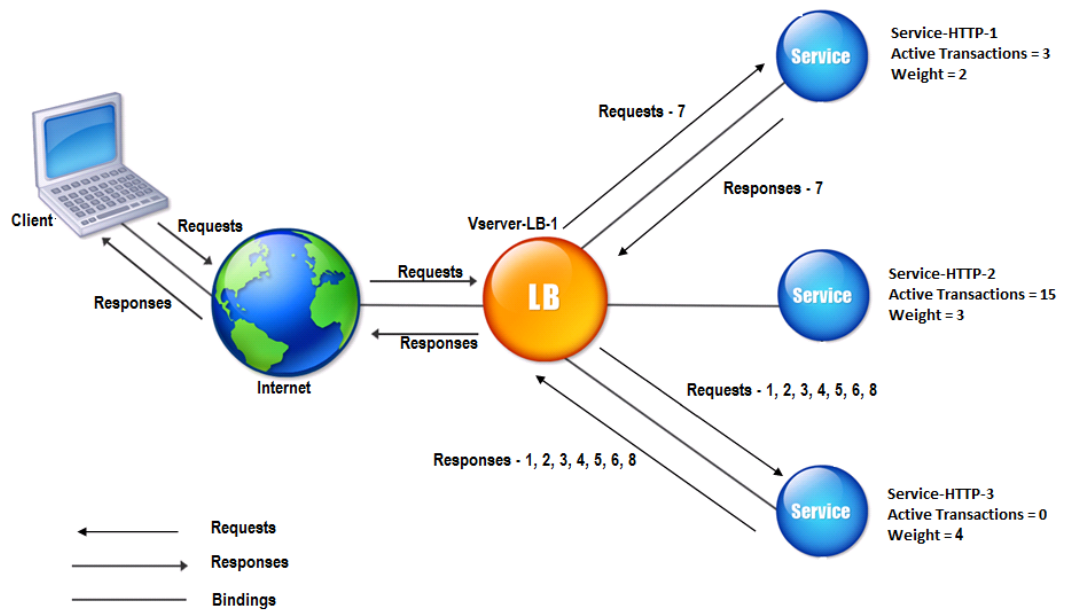 Service-HTTP-1
Active Transactions = 3
Weight = 2
Service
Requests - 7
Responses - 7
Client
Requests
Responses
Internet
Requests
Responses
Vserver-LB-1
LB
Service
Service-HTTP-2
Active Transactions = 15
Weight = 3
Requests - 1, 2, 3, 4, 5, 6, 8
Responses - 1, 2, 3, 4, 5, 6, 8
Service
Service-HTTP-3
Active Transactions = 0
Weight = 4
Requests
Responses
Bindings